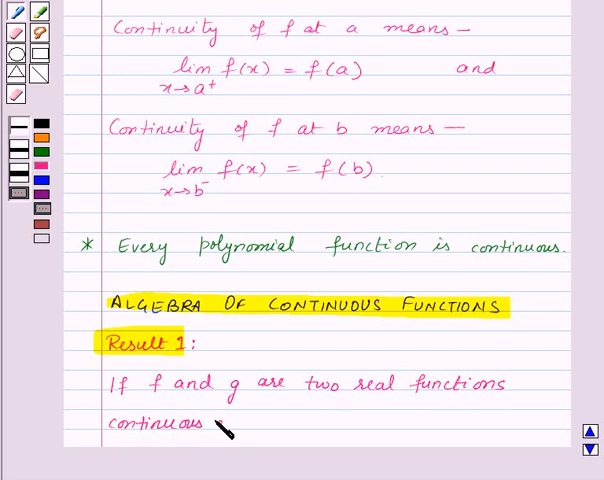 Continuity of f at a means –
lim f(x) = f(a) and
x→a⁺
Continuity of f at b means —
lim f(x) = f(b).
x→b⁻
* Every polynomial function is continuous.
ALGEBRA OF CONTINUOUS FUNCTIONS
Result 1:
If f and g are two real functions
continuous